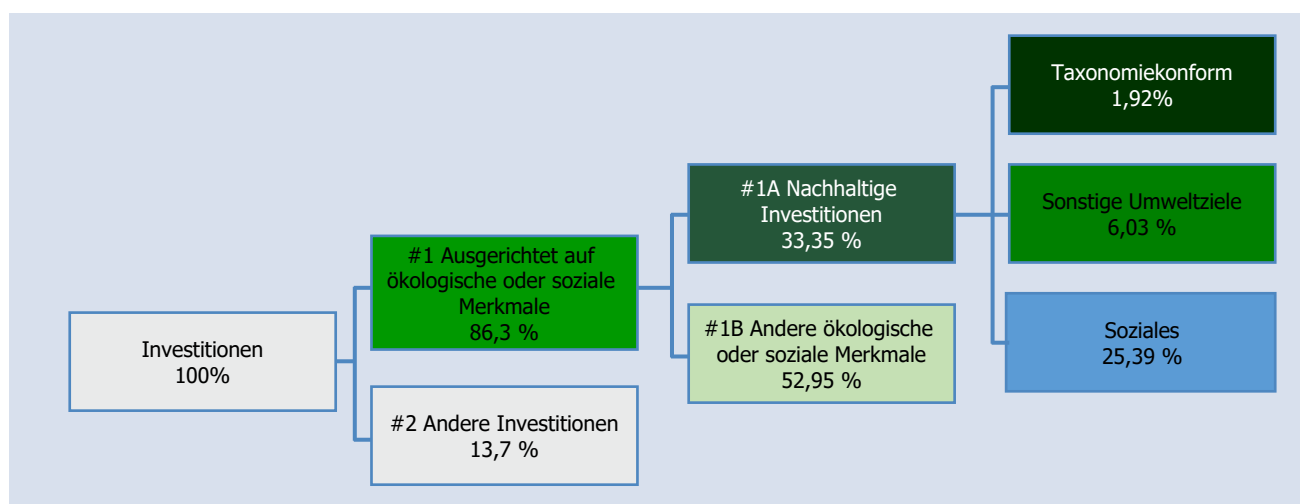 Investitionen
100%
#1 Ausgerichtet auf
ökologische oder soziale
Merkmale
86,3 %
#2 Andere Investitionen
13,7 %
#1A Nachhaltige
Investitionen
33,35 %
#1B Andere ökologische
oder soziale Merkmale
52,95 %
Taxonomiekonform
1,92%
Sonstige Umweltziele
6,03 %
Soziales
25,39 %